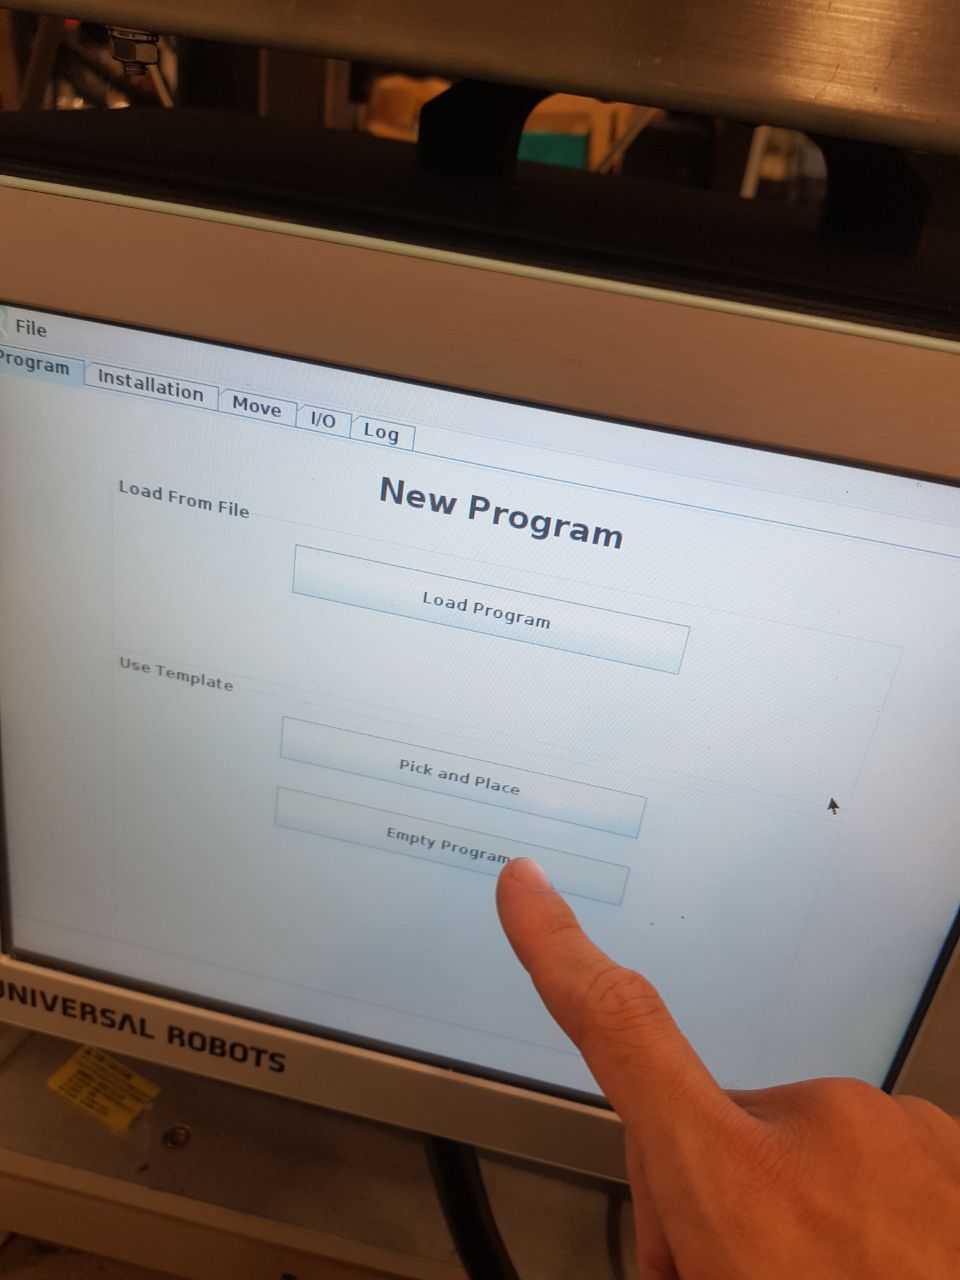 File
Program
Installation
Move
I/O
Log
New Program
Load From File
Load Program
Use Template
Pick and Place
Empty Program
UNIVERSAL ROBOTS